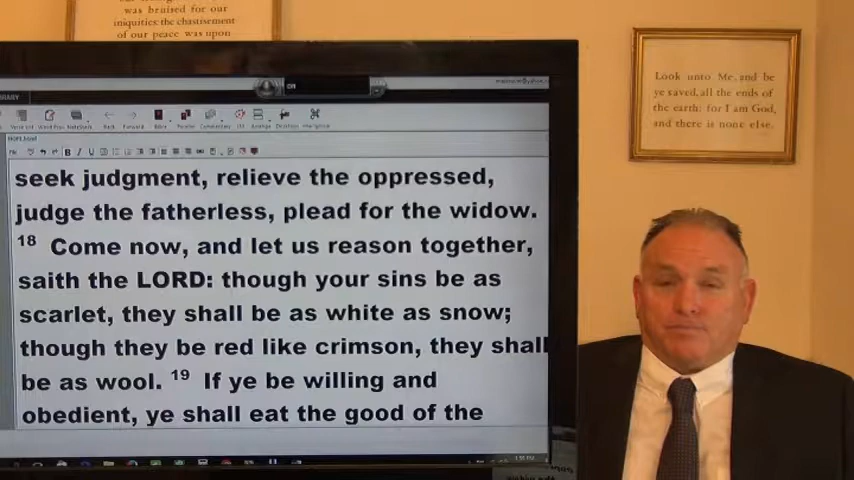 was bruised for our
iniquities: the chastisement
of our peace was upon
Look unto Me, and be
ye saved, all the ends of
the earth: for I am God,
and there is none else.
seek judgment, relieve the oppressed,
judge the fatherless, plead for the widow.
18 Come now, and let us reason together,
saith the LORD: though your sins be as
scarlet, they shall be as white as snow;
though they be red like crimson, they shall
be as wool. 19 If ye be willing and
obedient, ye shall eat the good of the